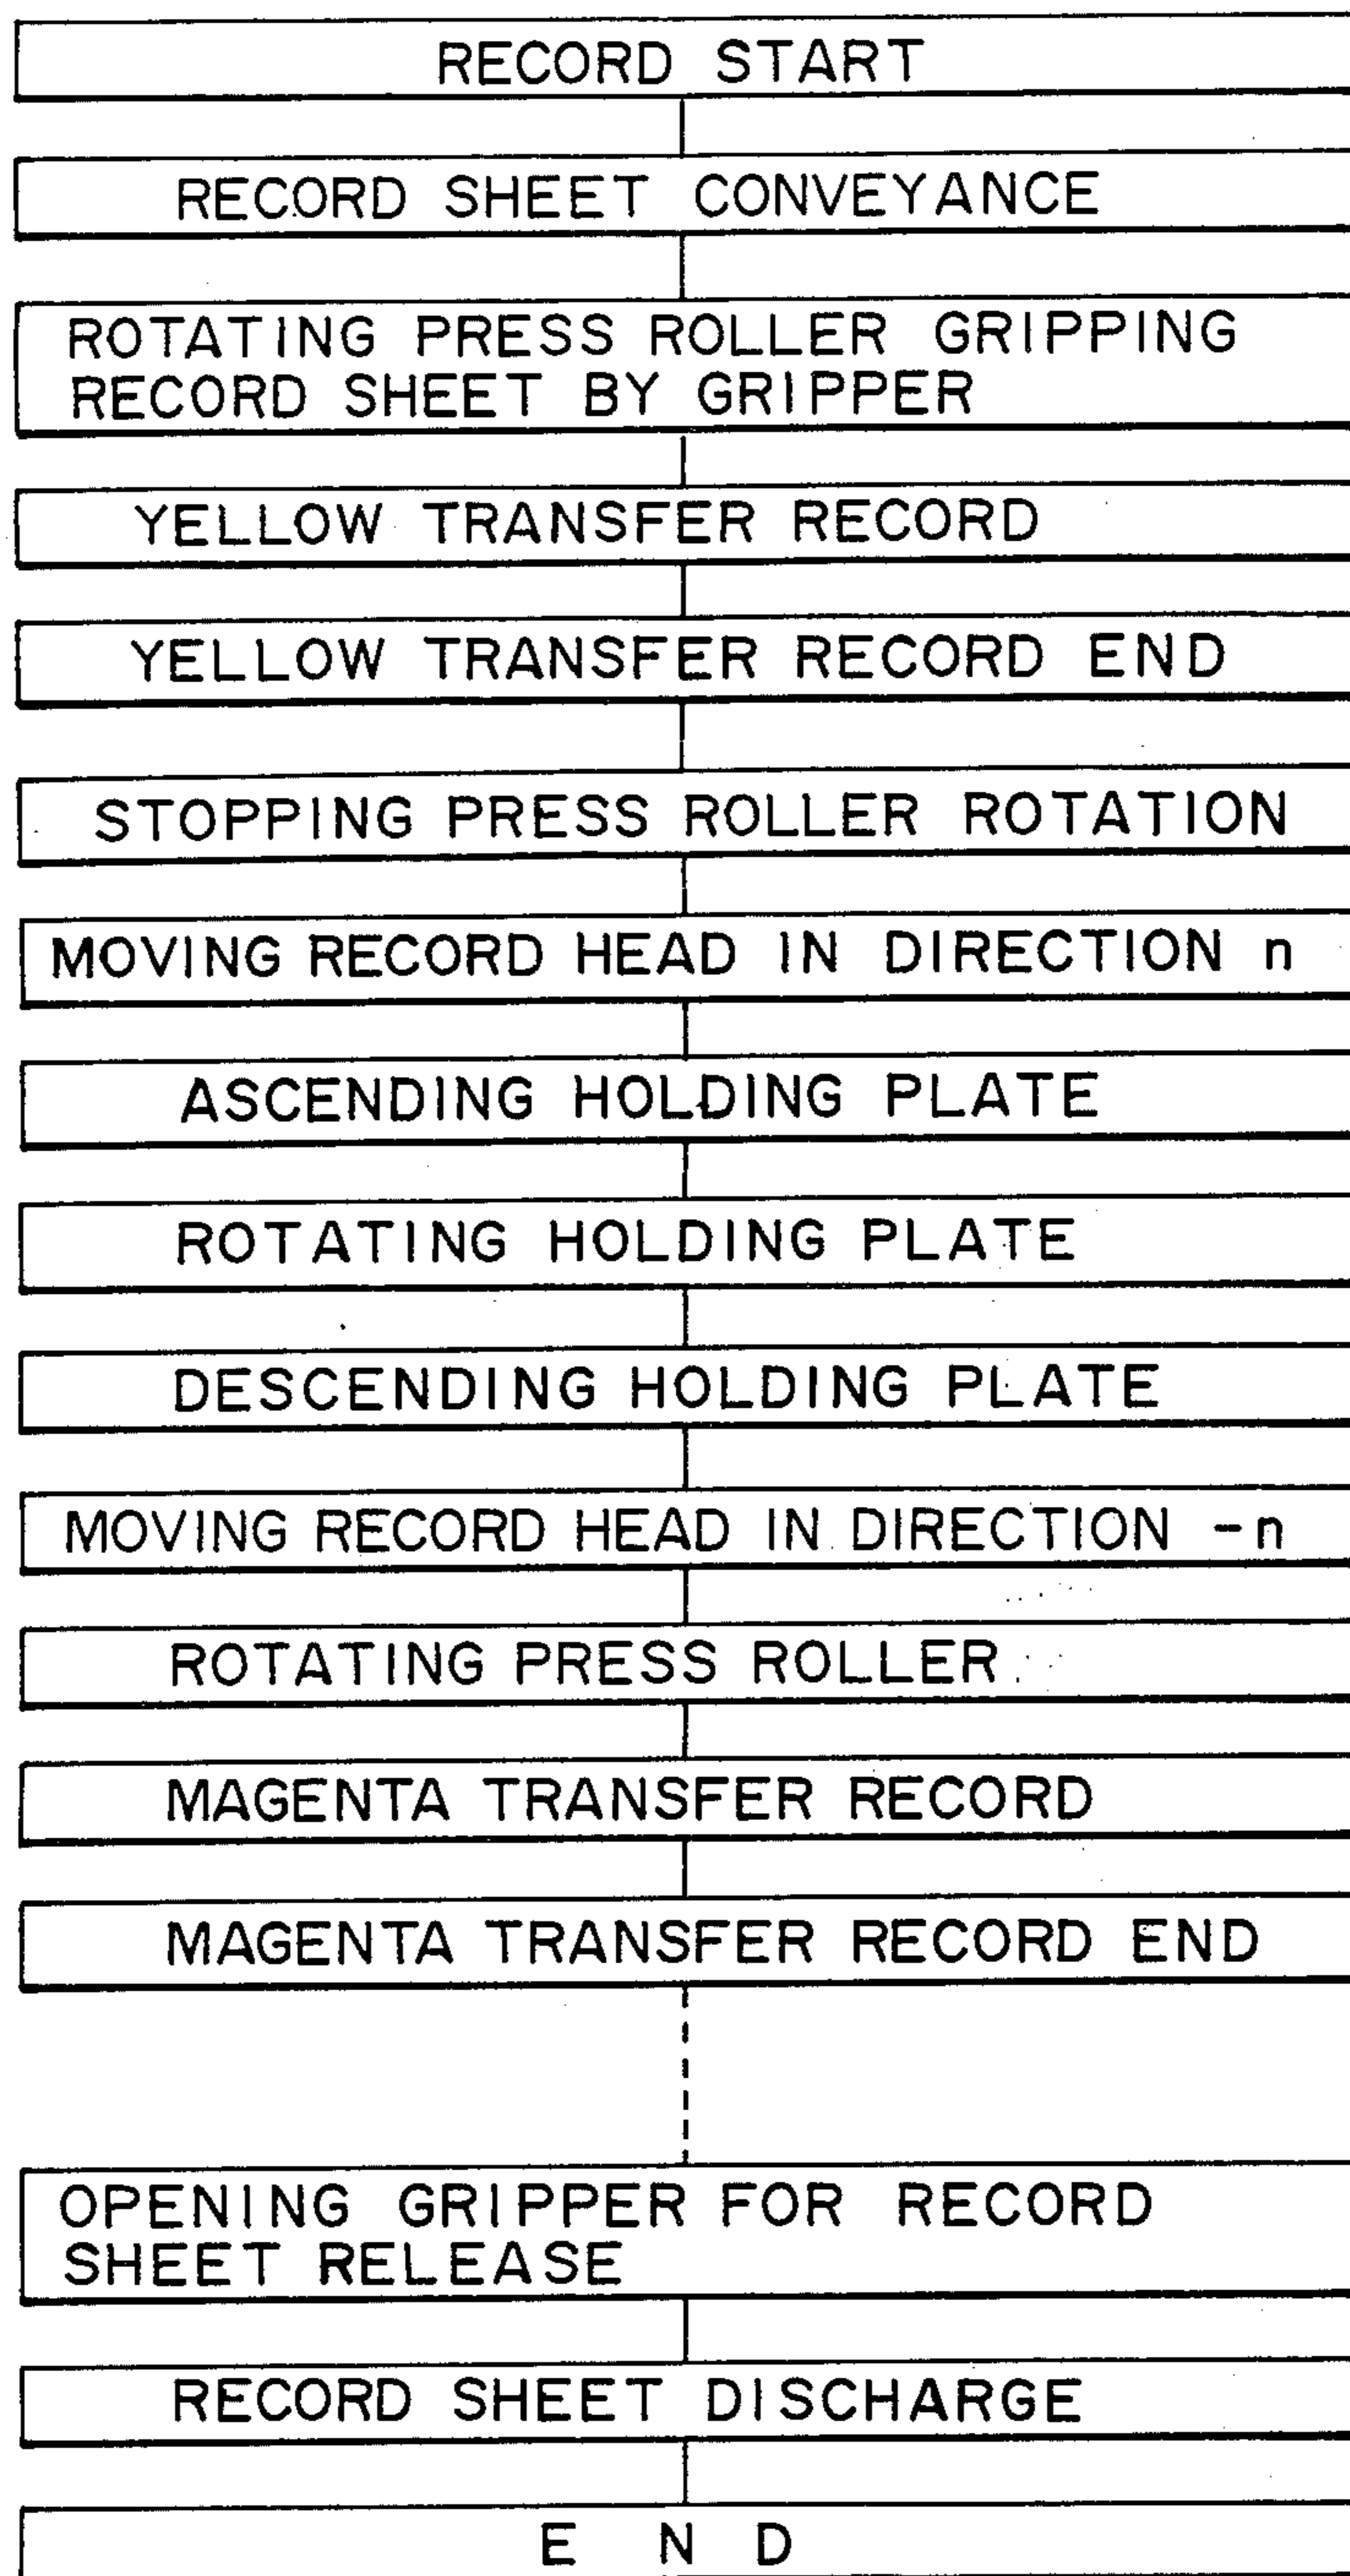 RECORD START
RECORD SHEET CONVEYANCE
ROTATING PRESS ROLLER GRIPPING
RECORD SHEET BY GRIPPER
YELLOW TRANSFER RECORD
YELLOW TRANSFER RECORD END
STOPPING PRESS ROLLER ROTATION
MOVING RECORD HEAD IN DIRECTION n
ASCENDING HOLDING PLATE
ROTATING HOLDING PLATE
DESCENDING HOLDING PLATE
MOVING RECORD HEAD IN DIRECTION -n
ROTATING PRESS ROLLER
MAGENTA TRANSFER RECORD
MAGENTA TRANSFER RECORD END
OPENING GRIPPER FOR RECORD
SHEET RELEASE
RECORD SHEET DISCHARGE
E N D